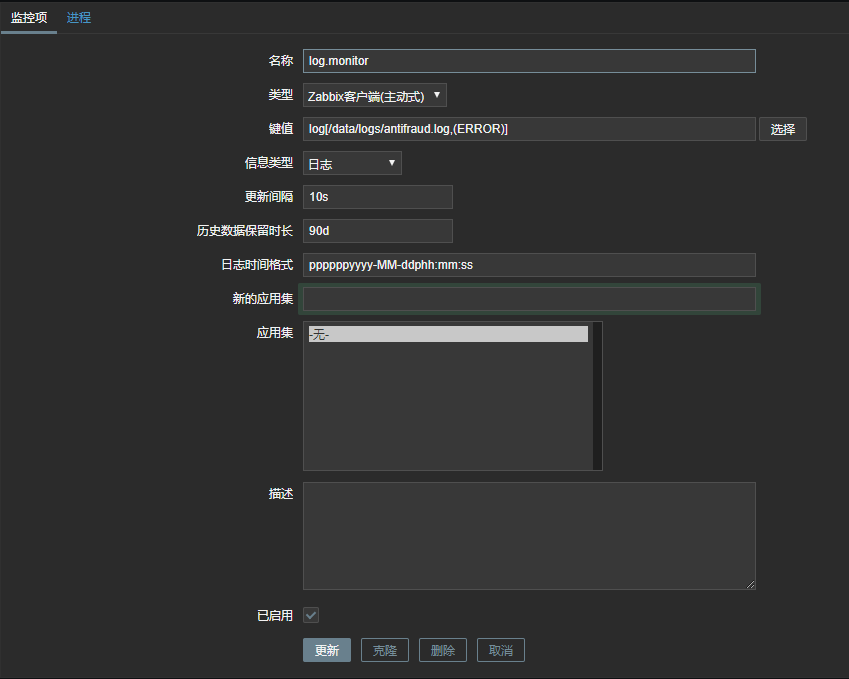 监控项 进程
名称 log.monitor
类型 Zabbix客户端(主动式)
键值 log[/data/logs/antifraud.log,(ERROR)] 选择
信息类型 日志
更新间隔 10s
历史数据保留时长 90d
日志时间格式 ppppppyyyy-MM-ddphh:mm:ss
新的应用集
应用集 -无-
描述
已启用
更新 克隆 删除 取消